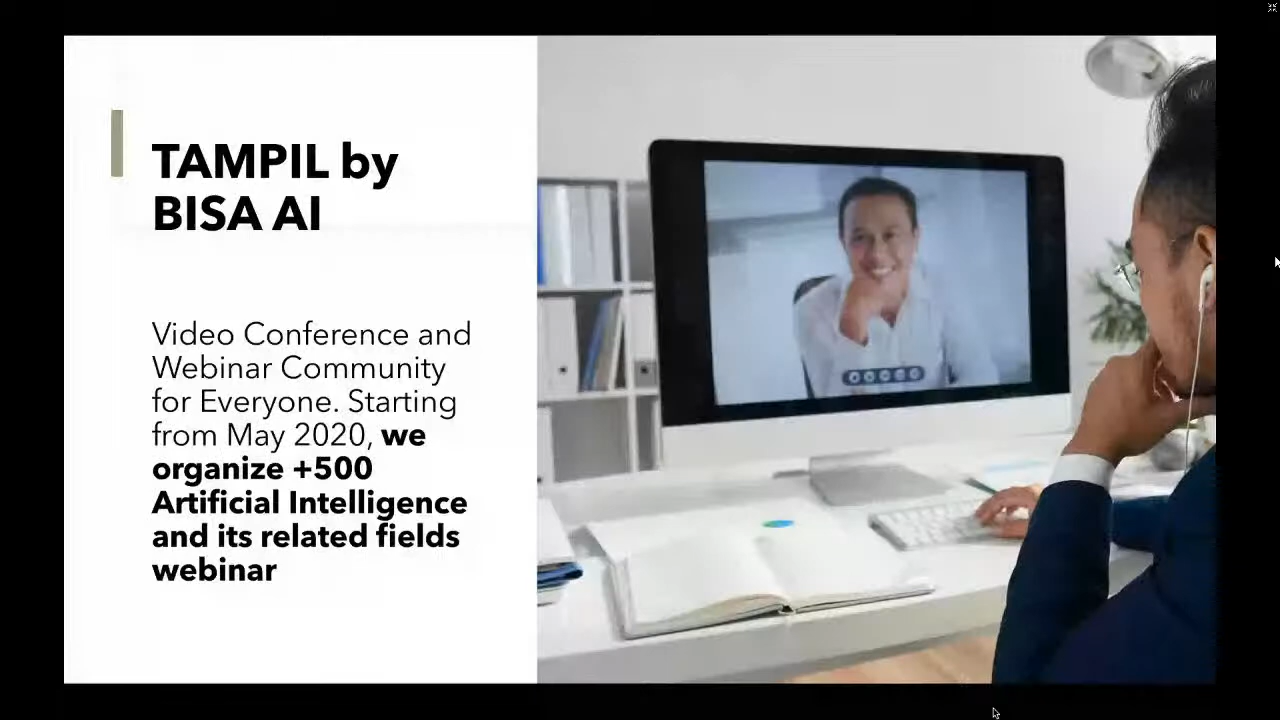 TAMPIL by
BISA AI
Video Conference and
Webinar Community
for Everyone. Starting
from May 2020, we
organize +500
Artificial Intelligence
and its related fields
webinar